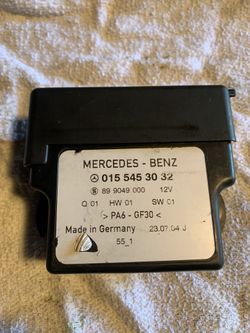 MERCEDES - BENZ
015 545 30 32
S 89 9049 000 12V
Q 01 HW 01 SW 01
> PA6 - GF30 <
Made in Germany 23.07.04 J
55_1